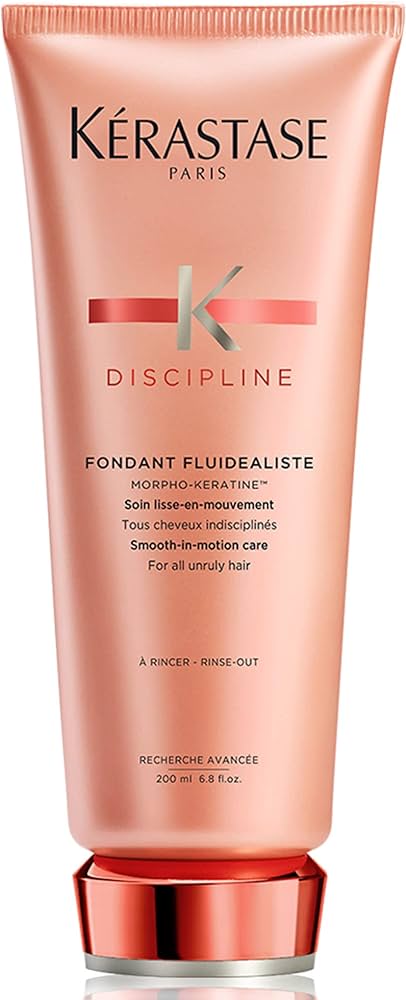 KÉRASTASE
PARIS
K
DISCIPLINE
FONDANT FLUIDEALISTE
MORPHO-KERATINE™
Soin lisse-en-mouvement
Tous cheveux indisciplinés
Smooth-in-motion care
For all unruly hair
À RINCER - RINSE-OUT
RECHERCHE AVANCÉE
200 ml 6.8 fl.oz.